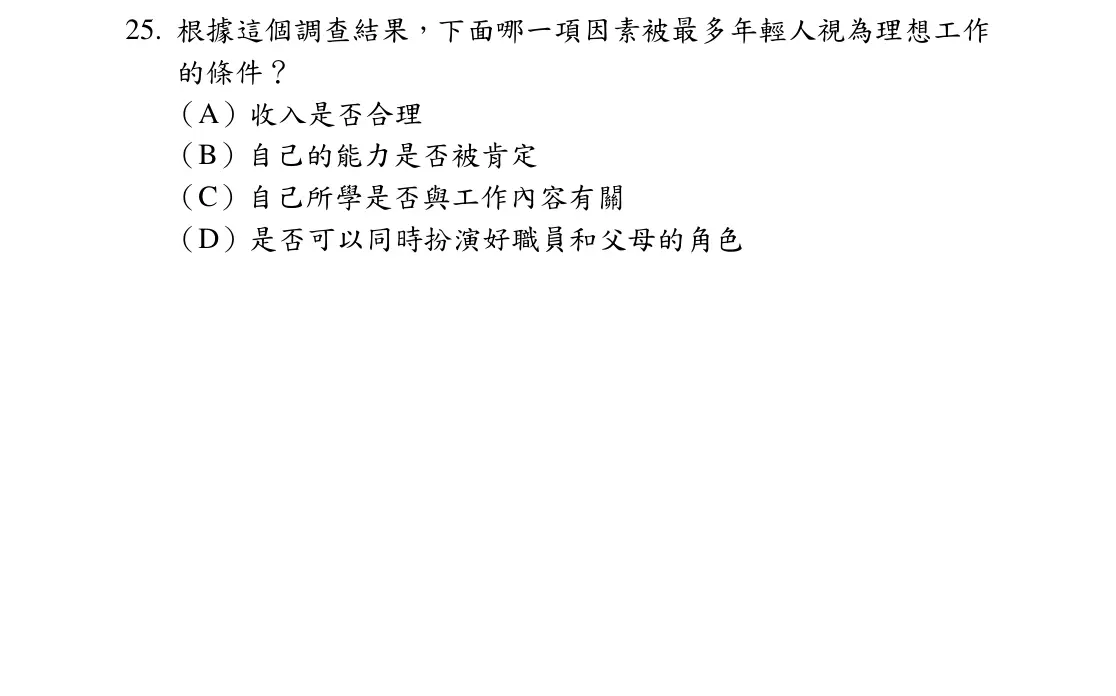 25. 根據這個調查結果，下面哪一項因素被最多年輕人視為理想工作
的條件？
（A）收入是否合理
（B）自己的能力是否被肯定
（C）自己所學是否與工作內容有關
（D）是否可以同時扮演好職員和父母的角色